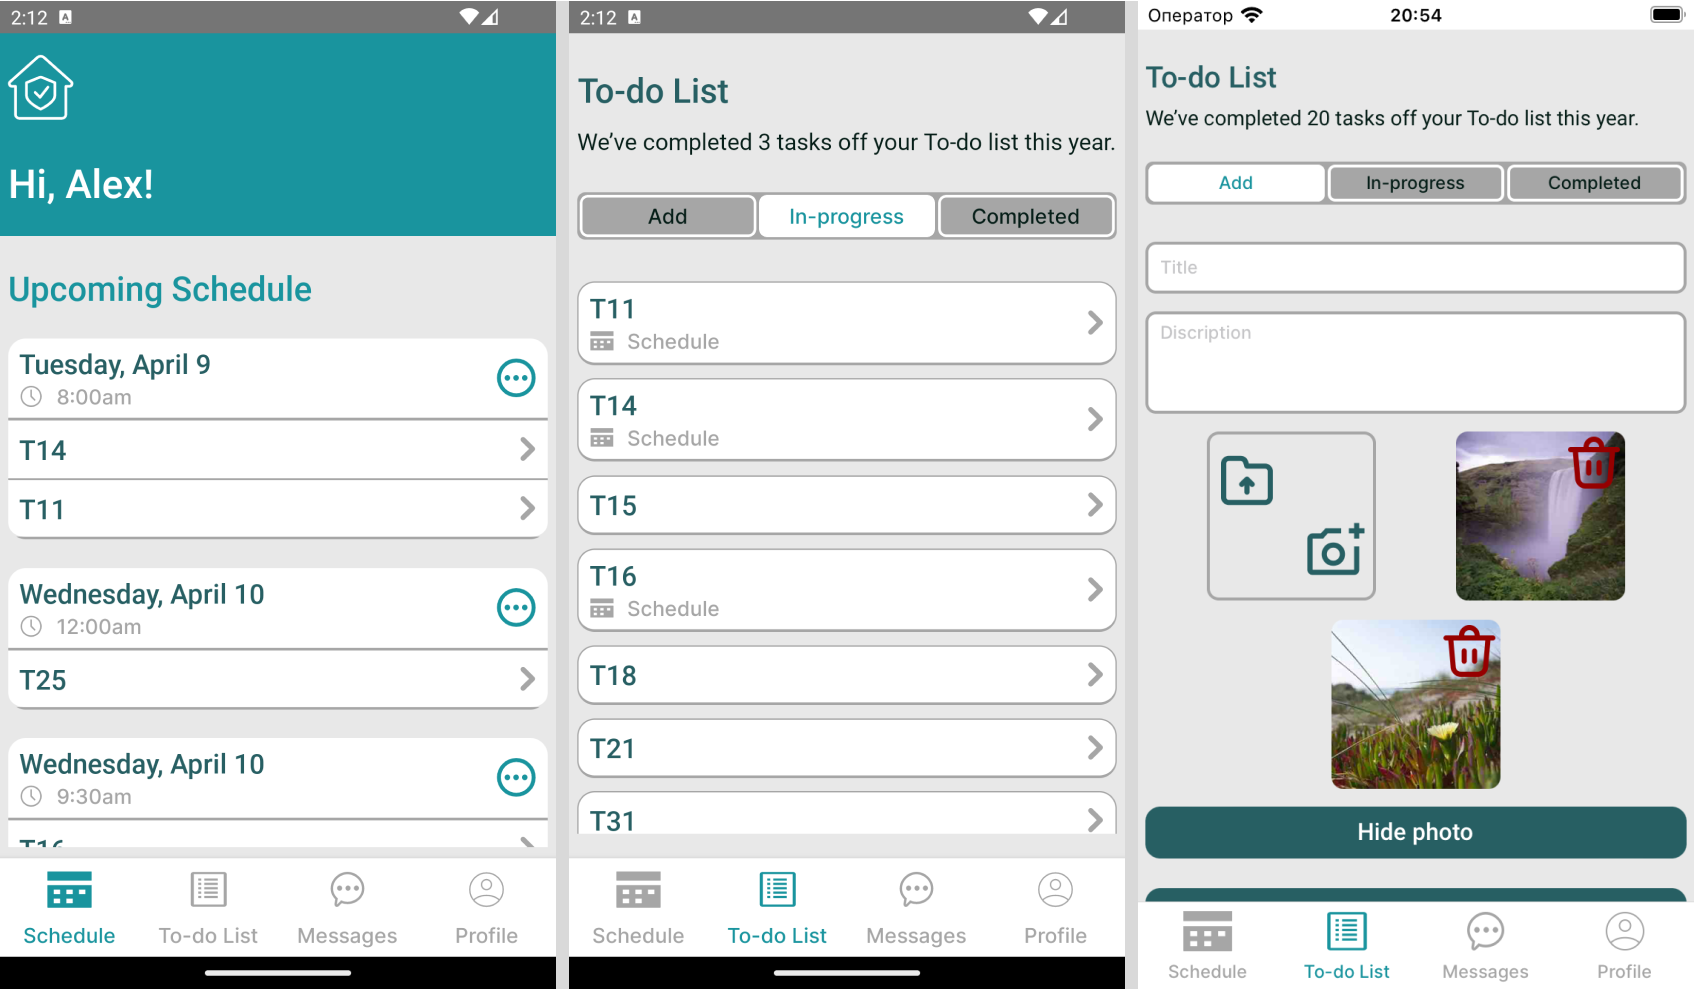 2:12
A
Hi, Alex!
Upcoming Schedule
Tuesday, April 9
8:00am
T14
T11
Wednesday, April 10
12:00am
T25
Wednesday, April 10
9:30am
T16
Schedule
To-do List
Messages
Profile
2:12
A
To-do List
We’ve completed 3 tasks off your To-do list this year.
Add
In-progress
Completed
T11
Schedule
T14
Schedule
T15
T16
Schedule
T18
T21
T31
Schedule
To-do List
Messages
Profile
Оператор
20:54
To-do List
We’ve completed 20 tasks off your To-do list this year.
Add
In-progress
Completed
Title
Discription
Hide photo
Schedule
To-do List
Messages
Profile